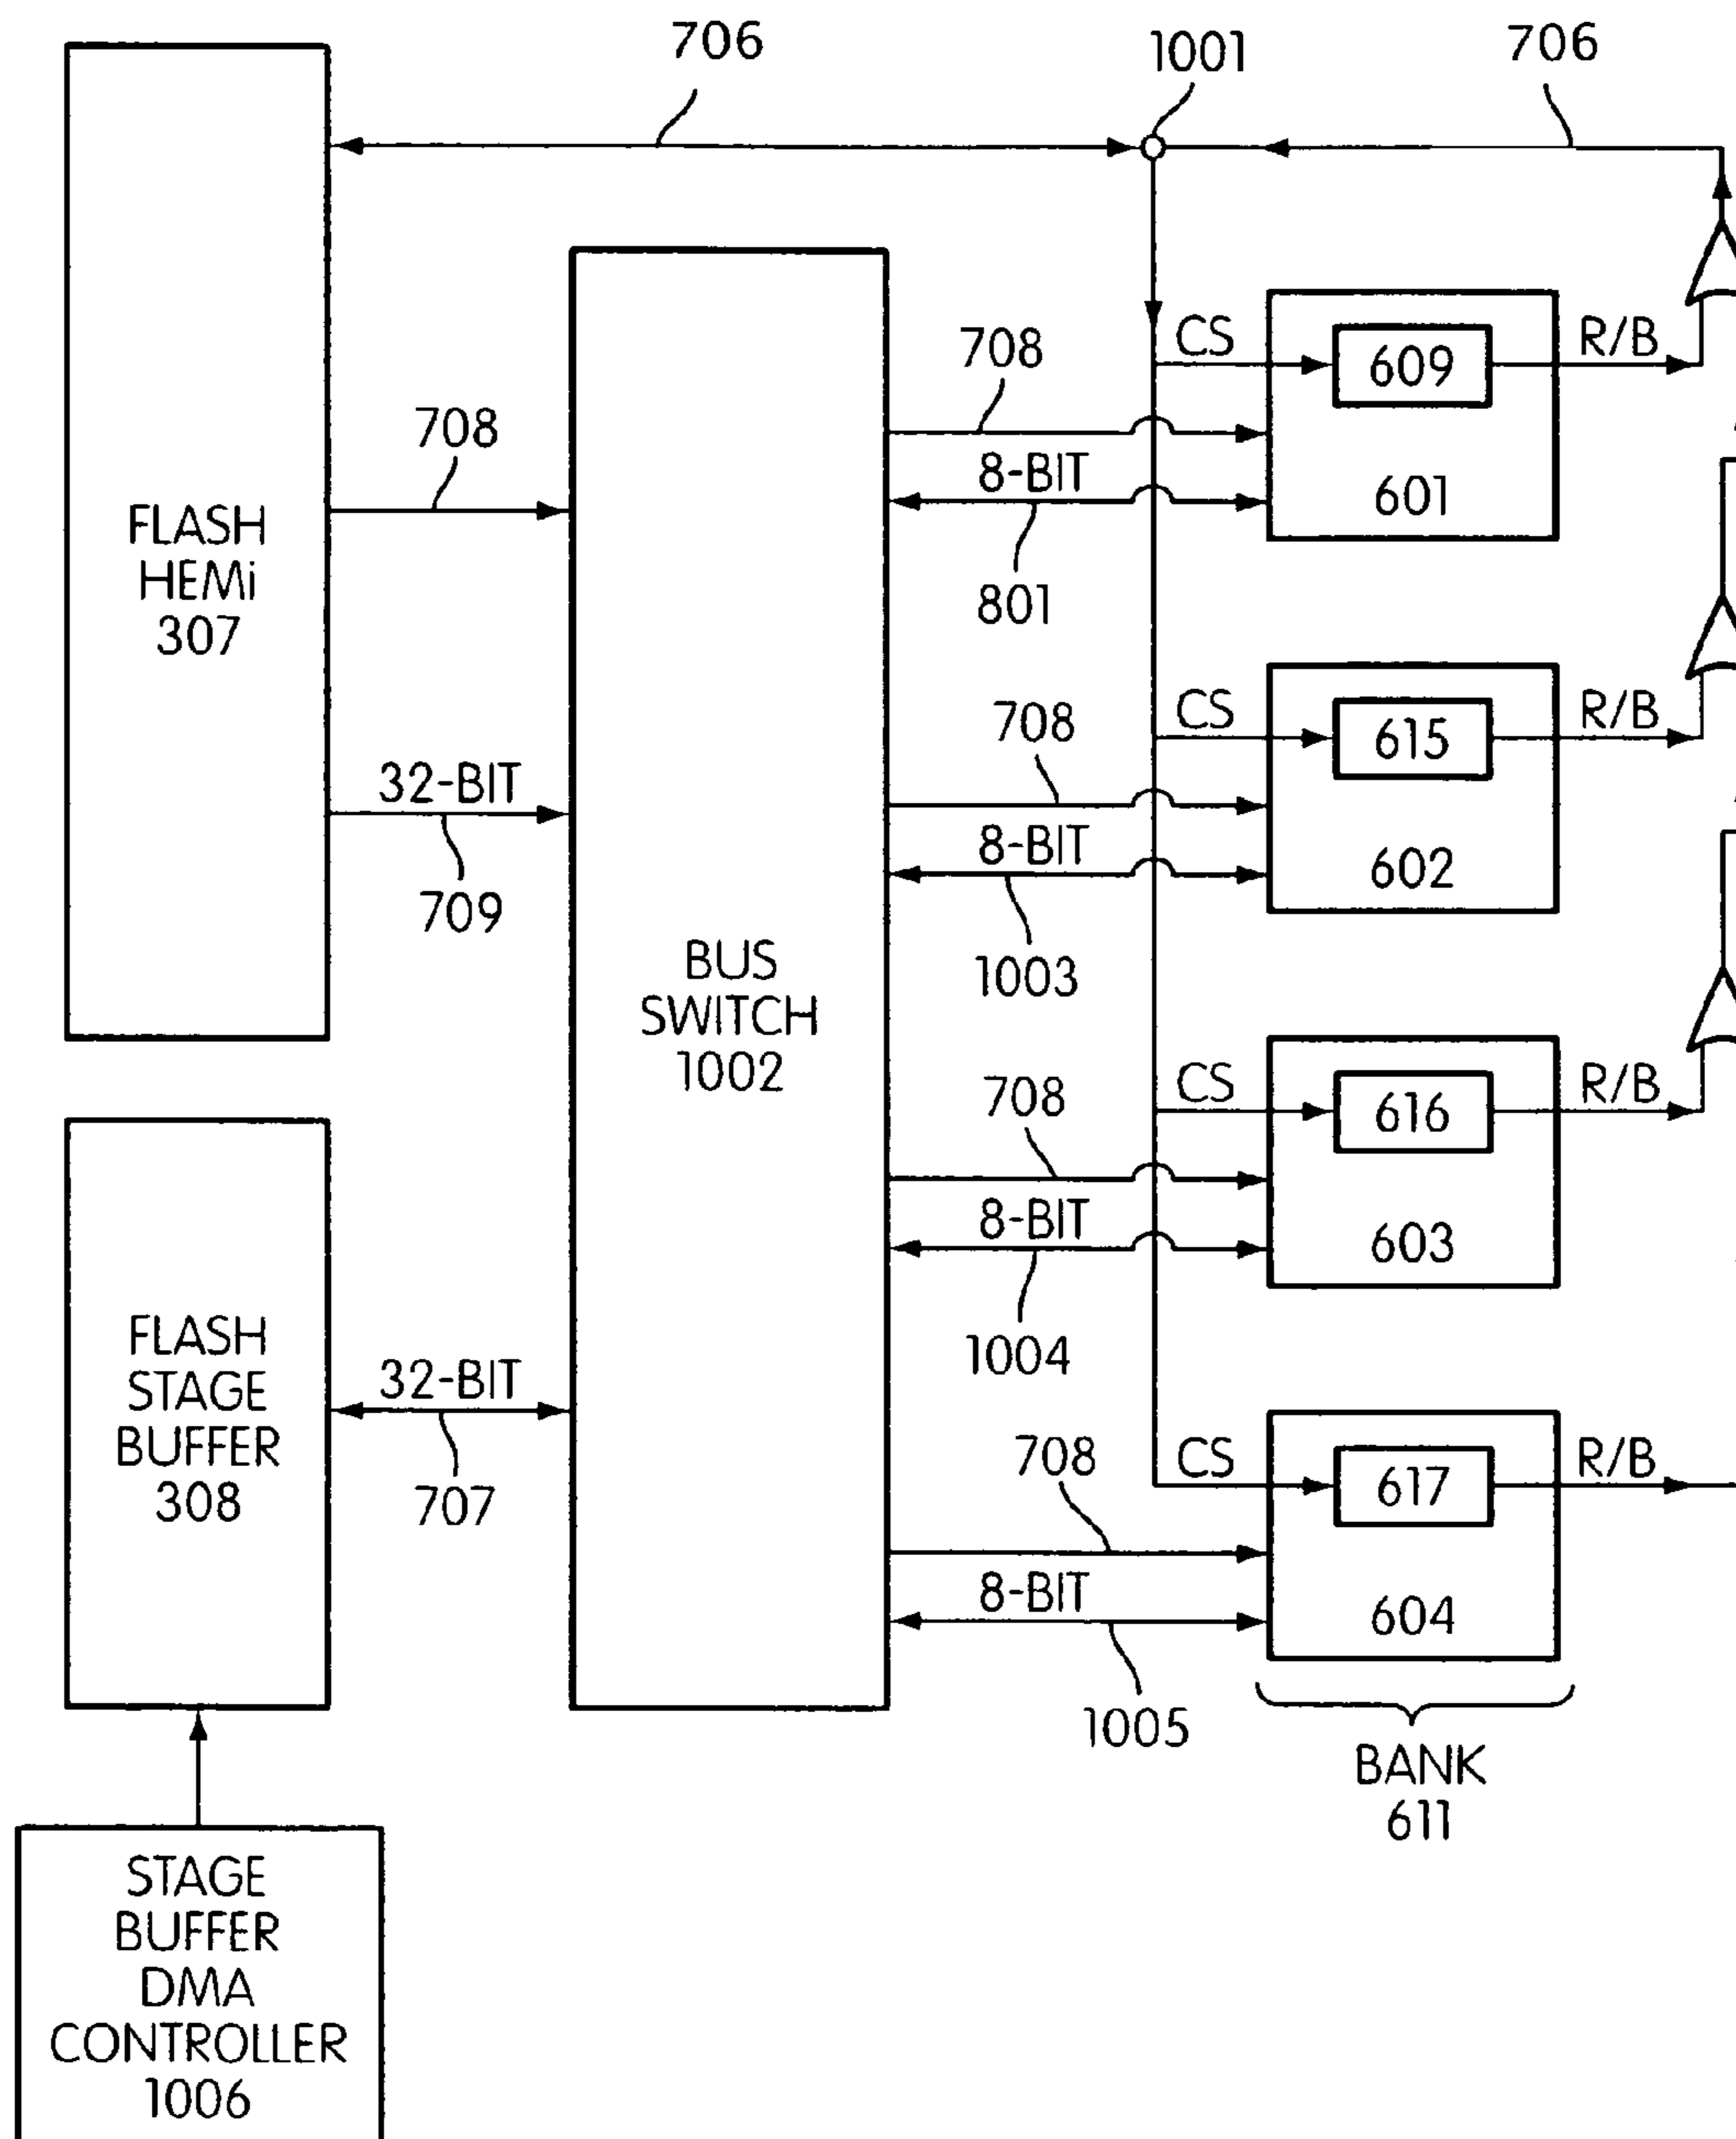 706
1001
706
CS
609
R/B
708
708
8-BIT
601
FLASH
HEMi
307
801
CS
615
R/B
708
32-BIT
709
8-BIT
602
BUS
SWITCH
1002
1003
CS
616
R/B
708
8-BIT
603
FLASH
STAGE
BUFFER
308
1004
32-BIT
707
CS
617
R/B
708
8-BIT
604
1005
BANK
611
STAGE
BUFFER
DMA
CONTROLLER
1006